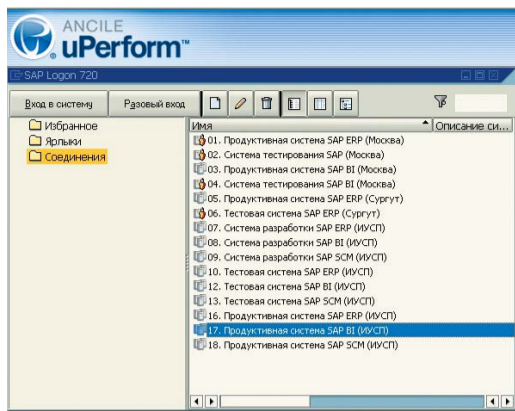 ANCILE
uPerform™
SAP Logon 720
Вход в систему
Разовый вход
Избранное
Ярлыки
Соединения
Имя
Описание си...
01. Продуктивная система SAP ERP (Москва)
02. Система тестирования SAP (Москва)
03. Продуктивная система SAP BI (Москва)
04. Система тестирования SAP BI (Москва)
05. Продуктивная система SAP ERP (Сургут)
06. Тестовая система SAP ERP (Сургут)
07. Система разработки SAP ERP (ИУСП)
08. Система разработки SAP BI (ИУСП)
09. Система разработки SAP SCM (ИУСП)
10. Тестовая система SAP ERP (ИУСП)
12. Тестовая система SAP BI (ИУСП)
13. Тестовая система SAP SCM (ИУСП)
16. Продуктивная система SAP ERP (ИУСП)
17. Продуктивная система SAP BI (ИУСП)
18. Продуктивная система SAP SCM (ИУСП)